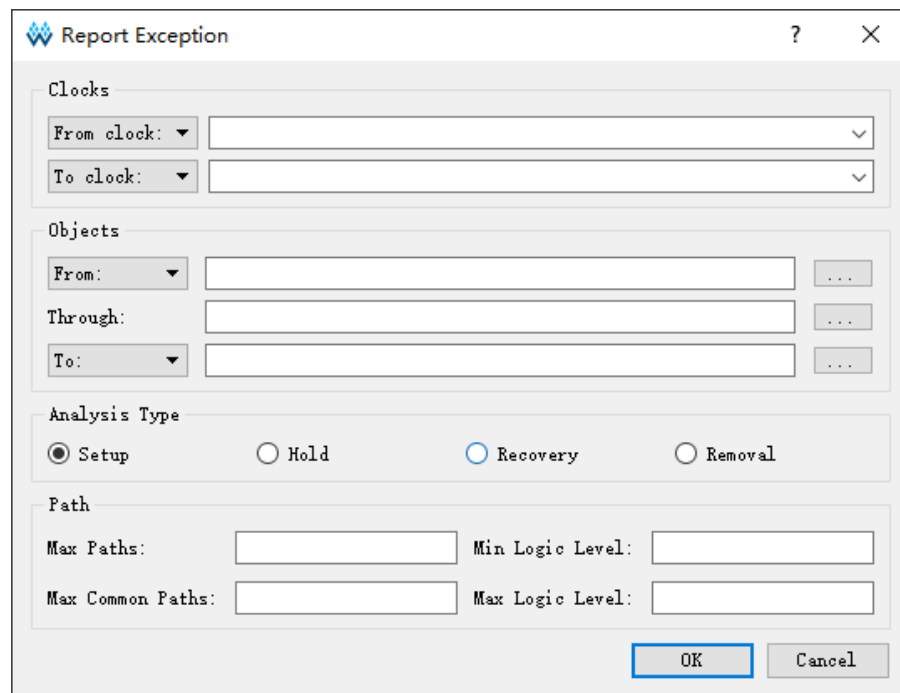 Report Exception ?
Clocks
From clock:
To clock:
Objects
From: ...
Through: ...
To: ...
Analysis Type
Setup Hold Recovery Removal
Path
Max Paths: Min Logic Level:
Max Common Paths: Max Logic Level:
OK Cancel